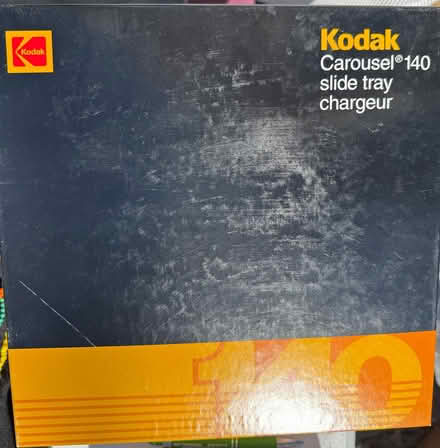 Kodak
Kodak
Carousel® 140
slide tray
chargeur
140